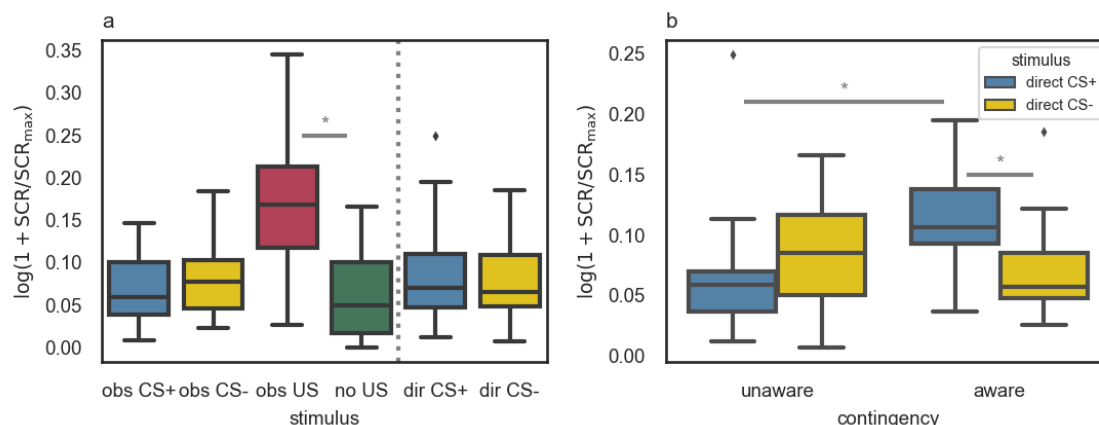 a
log(1 + SCR/SCRmax)
0.35
0.30
0.25
0.20
0.15
0.10
0.05
0.00
*
obs CS+ obs CS- obs US no US dir CS+ dir CS-
stimulus
b
log(1 + SCR/SCRmax)
0.25
0.20
0.15
0.10
0.05
0.00
stimulus
direct CS+
direct CS-
*
*
unaware aware
contingency